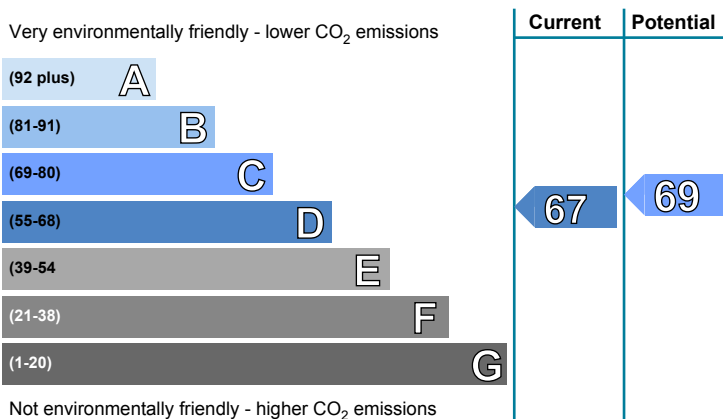 Current Potential
Very environmentally friendly - lower CO₂ emissions
(92 plus) A
(81-91) B
(69-80) C
(55-68) D
67 69
(39-54 E
(21-38) F
(1-20) G
Not environmentally friendly - higher CO₂ emissions